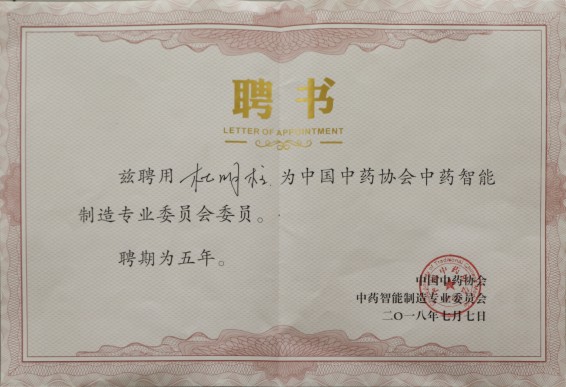 聘书
LETTER OF APPOINTMENT
兹聘用杜明柱为中国中药协会中药智能
制造专业委员会委员。
聘期为五年。
中国中药协会
中药智能制造专业委员会
二〇一八年七月七日